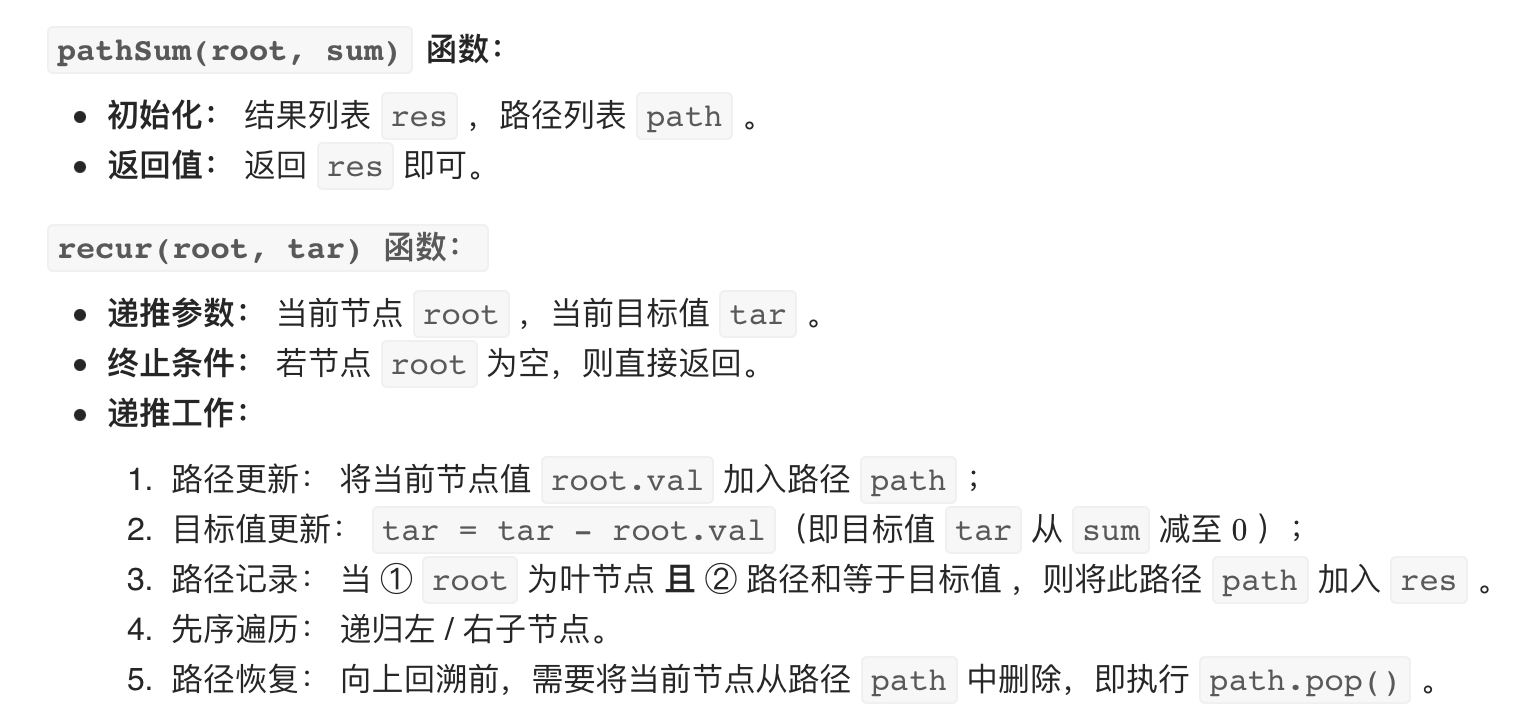 pathSum(root, sum) 函数：
• 初始化： 结果列表 res ，路径列表 path 。
• 返回值： 返回 res 即可。
recur(root, tar) 函数：
• 递推参数： 当前节点 root ，当前目标值 tar 。
• 终止条件： 若节点 root 为空，则直接返回。
• 递推工作：
1. 路径更新： 将当前节点值 root.val 加入路径 path ；
2. 目标值更新： tar = tar - root.val（即目标值 tar 从 sum 减至 0 ）；
3. 路径记录： 当 ① root 为叶节点 且 ② 路径和等于目标值 ，则将此路径 path 加入 res 。
4. 先序遍历： 递归左 / 右子节点。
5. 路径恢复： 向上回溯前，需要将当前节点从路径 path 中删除，即执行 path.pop() 。